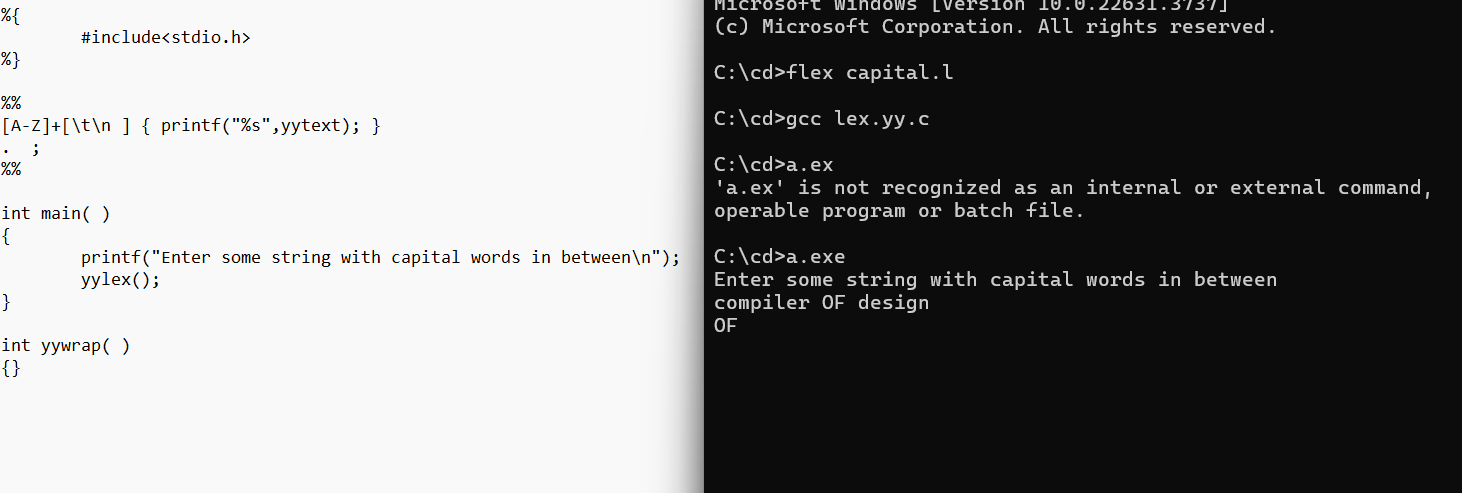 %{
#include<stdio.h>
%}
%%
[A-Z]+[\t\n ] { printf("%s",yytext); }
.  ;
%%
int main( )
{
printf("Enter some string with capital words in between\n");
yylex();
}
int yywrap( )
{}
Microsoft Windows [Version 10.0.22631.3737]
(c) Microsoft Corporation. All rights reserved.
C:\cd>flex capital.l
C:\cd>gcc lex.yy.c
C:\cd>a.ex
'a.ex' is not recognized as an internal or external command,
operable program or batch file.
C:\cd>a.exe
Enter some string with capital words in between
compiler OF design
OF